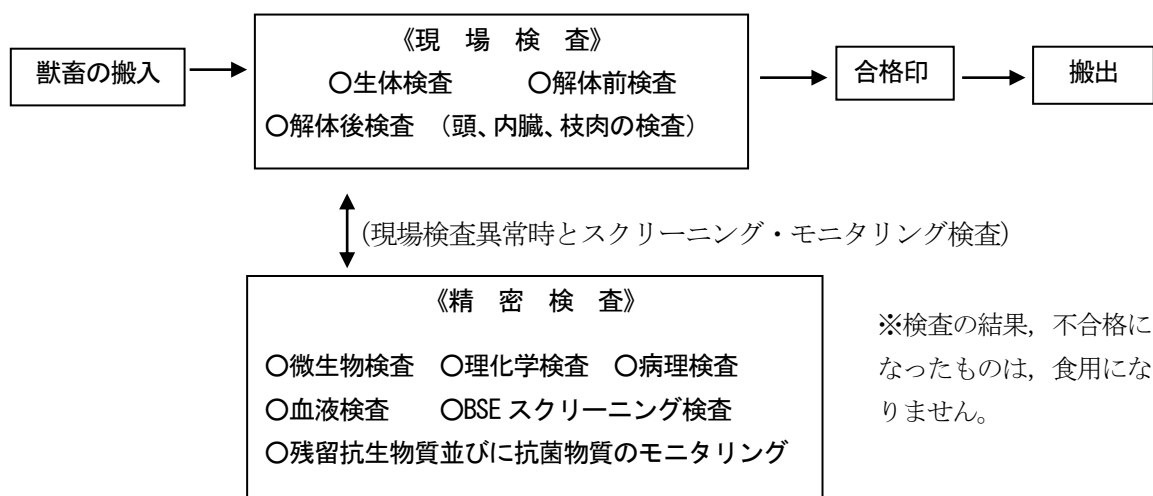 獣畜の搬入
《現　場　検　査》
○生体検査　　　○解体前検査
○解体後検査　（頭、内臓、枝肉の検査）
合格印
搬出
(現場検査異常時とスクリーニング・モニタリング検査)
《精　密　検　査》
○微生物検査　○理化学検査　○病理検査
○血液検査　　○BSE スクリーニング検査
○残留抗生物質並びに抗菌物質のモニタリング
※検査の結果，不合格に
なったものは，食用にな
りません。